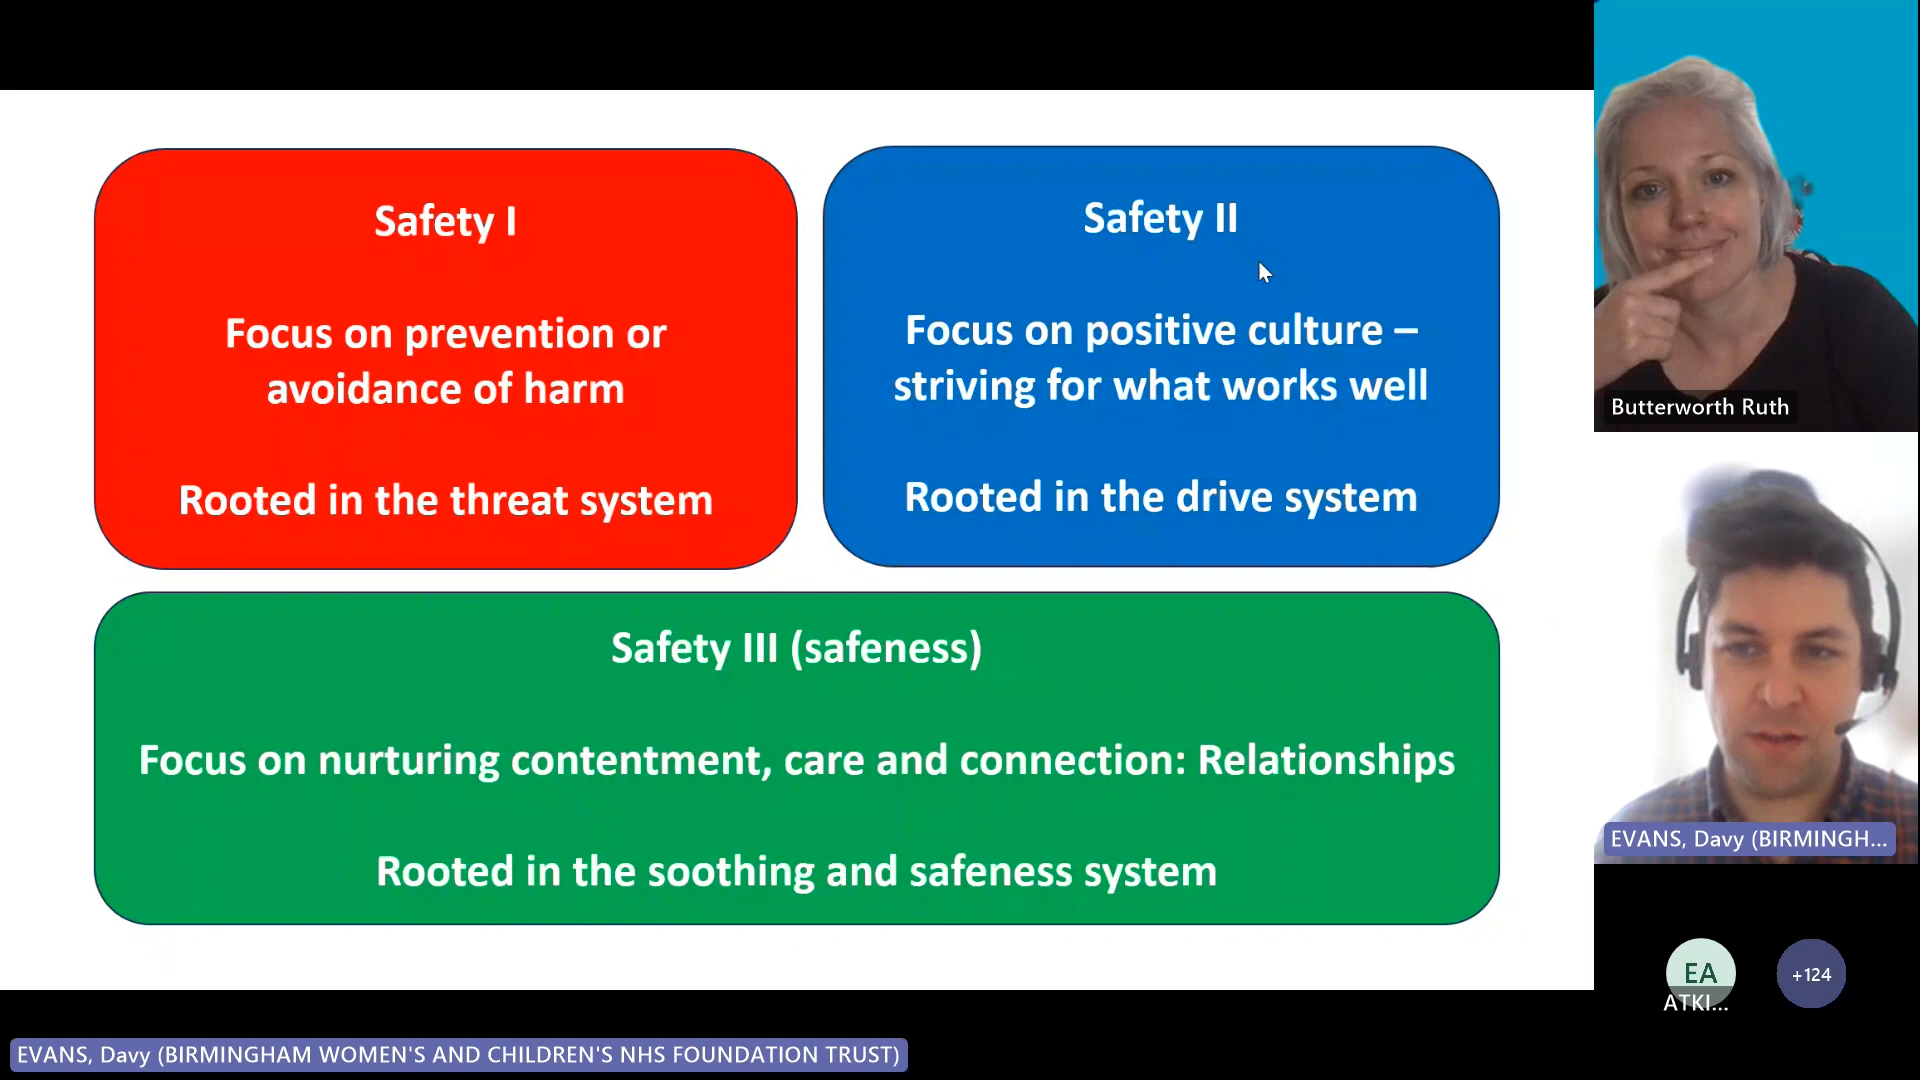 Safety I
Focus on prevention or
avoidance of harm
Rooted in the threat system
Safety II
Focus on positive culture –
striving for what works well
Rooted in the drive system
Safety III (safeness)
Focus on nurturing contentment, care and connection: Relationships
Rooted in the soothing and safeness system
Butterworth Ruth
EVANS, Davy (BIRMINGH...
EA
ATKI...
+124
EVANS, Davy (BIRMINGHAM WOMEN'S AND CHILDREN'S NHS FOUNDATION TRUST)